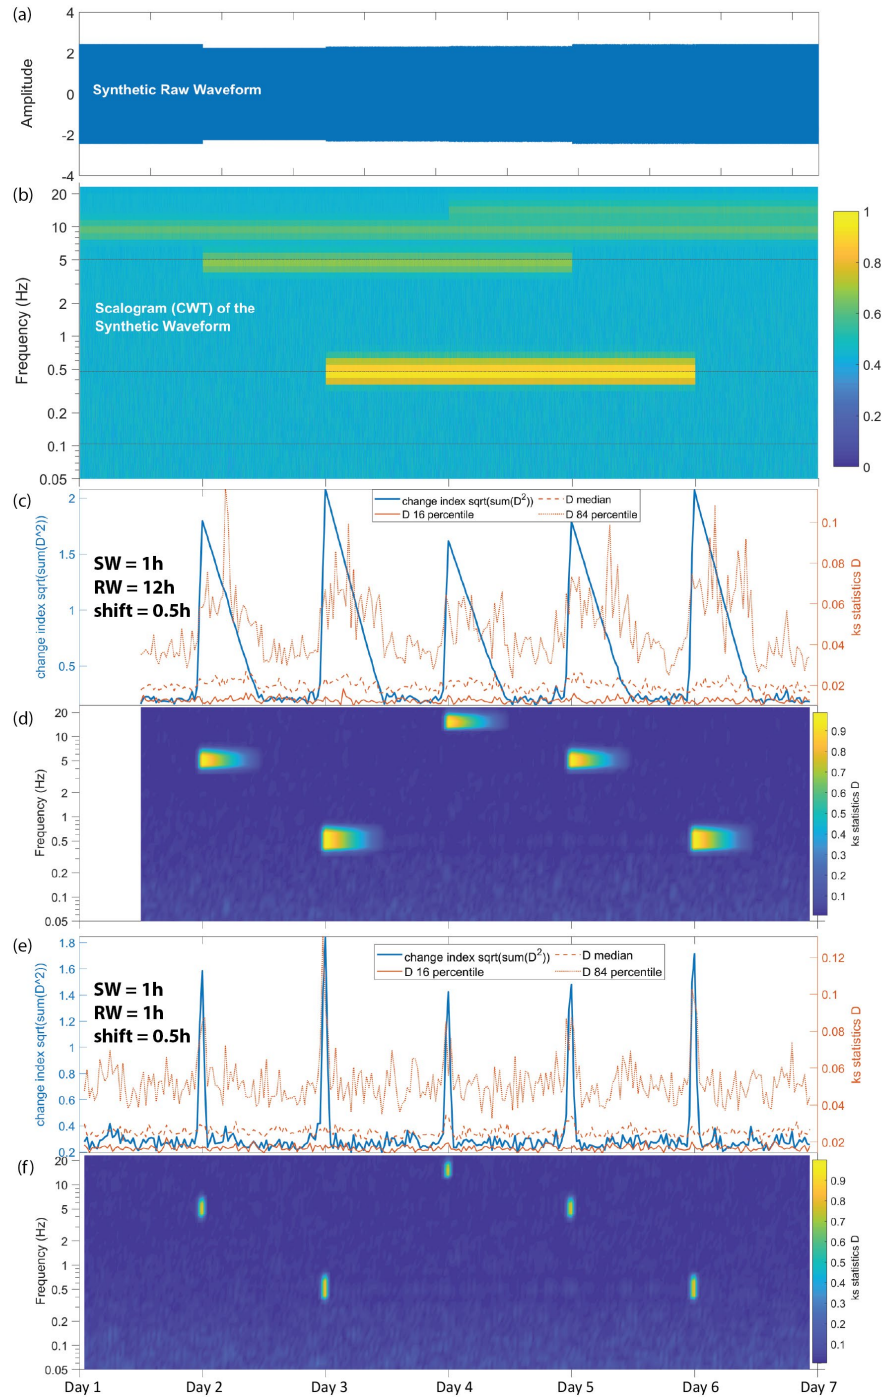 (a)
4
2
0
-2
-4
Amplitude
Synthetic Raw Waveform
(b)
20
10
5
2
1
0.5
0.2
0.1
0.05
Frequency (Hz)
Scalogram (CWT) of the
Synthetic Waveform
1
0.8
0.6
0.4
0.2
0
(c)
2
1.5
1
0.5
change index sqrt(sum(D^2))
SW = 1h
RW = 12h
shift = 0.5h
change index sqrt(sum(D²)) D median
D 16 percentile D 84 percentile
0.1
0.08
0.06
0.04
0.02
ks statistics D
(d)
20
10
5
2
1
0.5
0.2
0.1
0.05
Frequency (Hz)
0.9
0.8
0.7
0.6
0.5
0.4
0.3
0.2
0.1
ks statistics D
(e)
1.8
1.6
1.4
1.2
1
0.8
0.6
0.4
0.2
change index sqrt(sum(D^2))
SW = 1h
RW = 1h
shift = 0.5h
change index sqrt(sum(D²)) D median
D 16 percentile D 84 percentile
0.12
0.1
0.08
0.06
0.04
0.02
ks statistics D
(f)
20
10
5
2
1
0.5
0.2
0.1
0.05
Frequency (Hz)
0.9
0.8
0.7
0.6
0.5
0.4
0.3
0.2
0.1
ks statistics D
Day 1 Day 2 Day 3 Day 4 Day 5 Day 6 Day 7